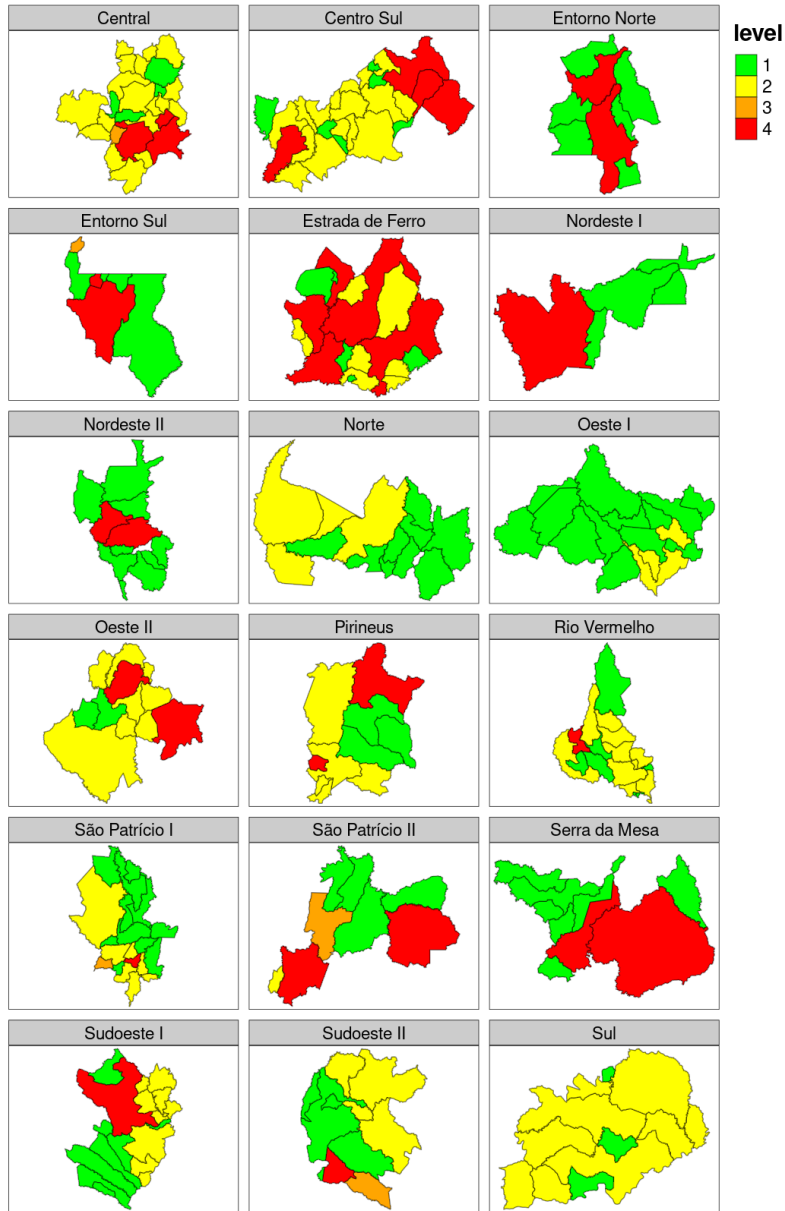 Central
Centro Sul
Entorno Norte
level
1
2
3
4
Entorno Sul
Estrada de Ferro
Nordeste I
Nordeste II
Norte
Oeste I
Oeste II
Pirineus
Rio Vermelho
São Patrício I
São Patrício II
Serra da Mesa
Sudoeste I
Sudoeste II
Sul